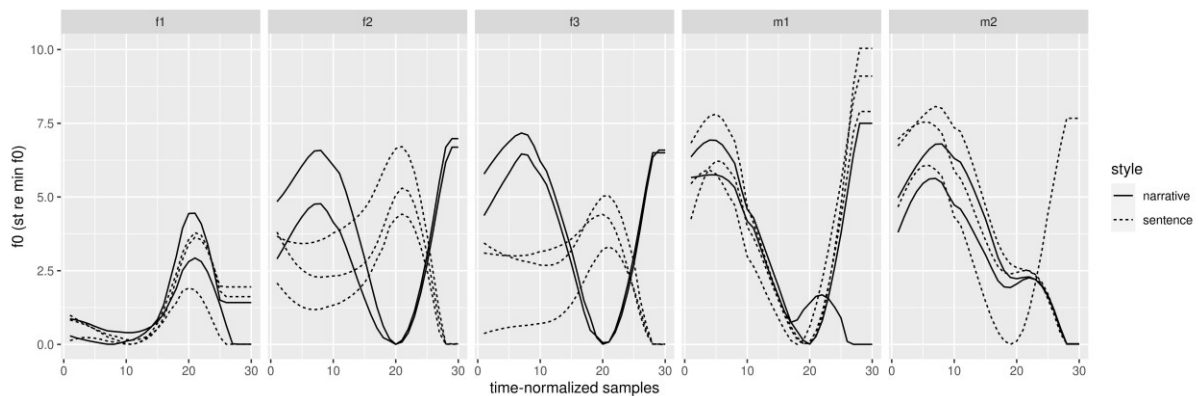 f1 f2 f3 m1 m2
10.0
7.5
5.0
2.5
0.0
f0 (st re min f0)
0 10 20 30 0 10 20 30 0 10 20 30 0 10 20 30 0 10 20 30
time-normalized samples
style
narrative
sentence